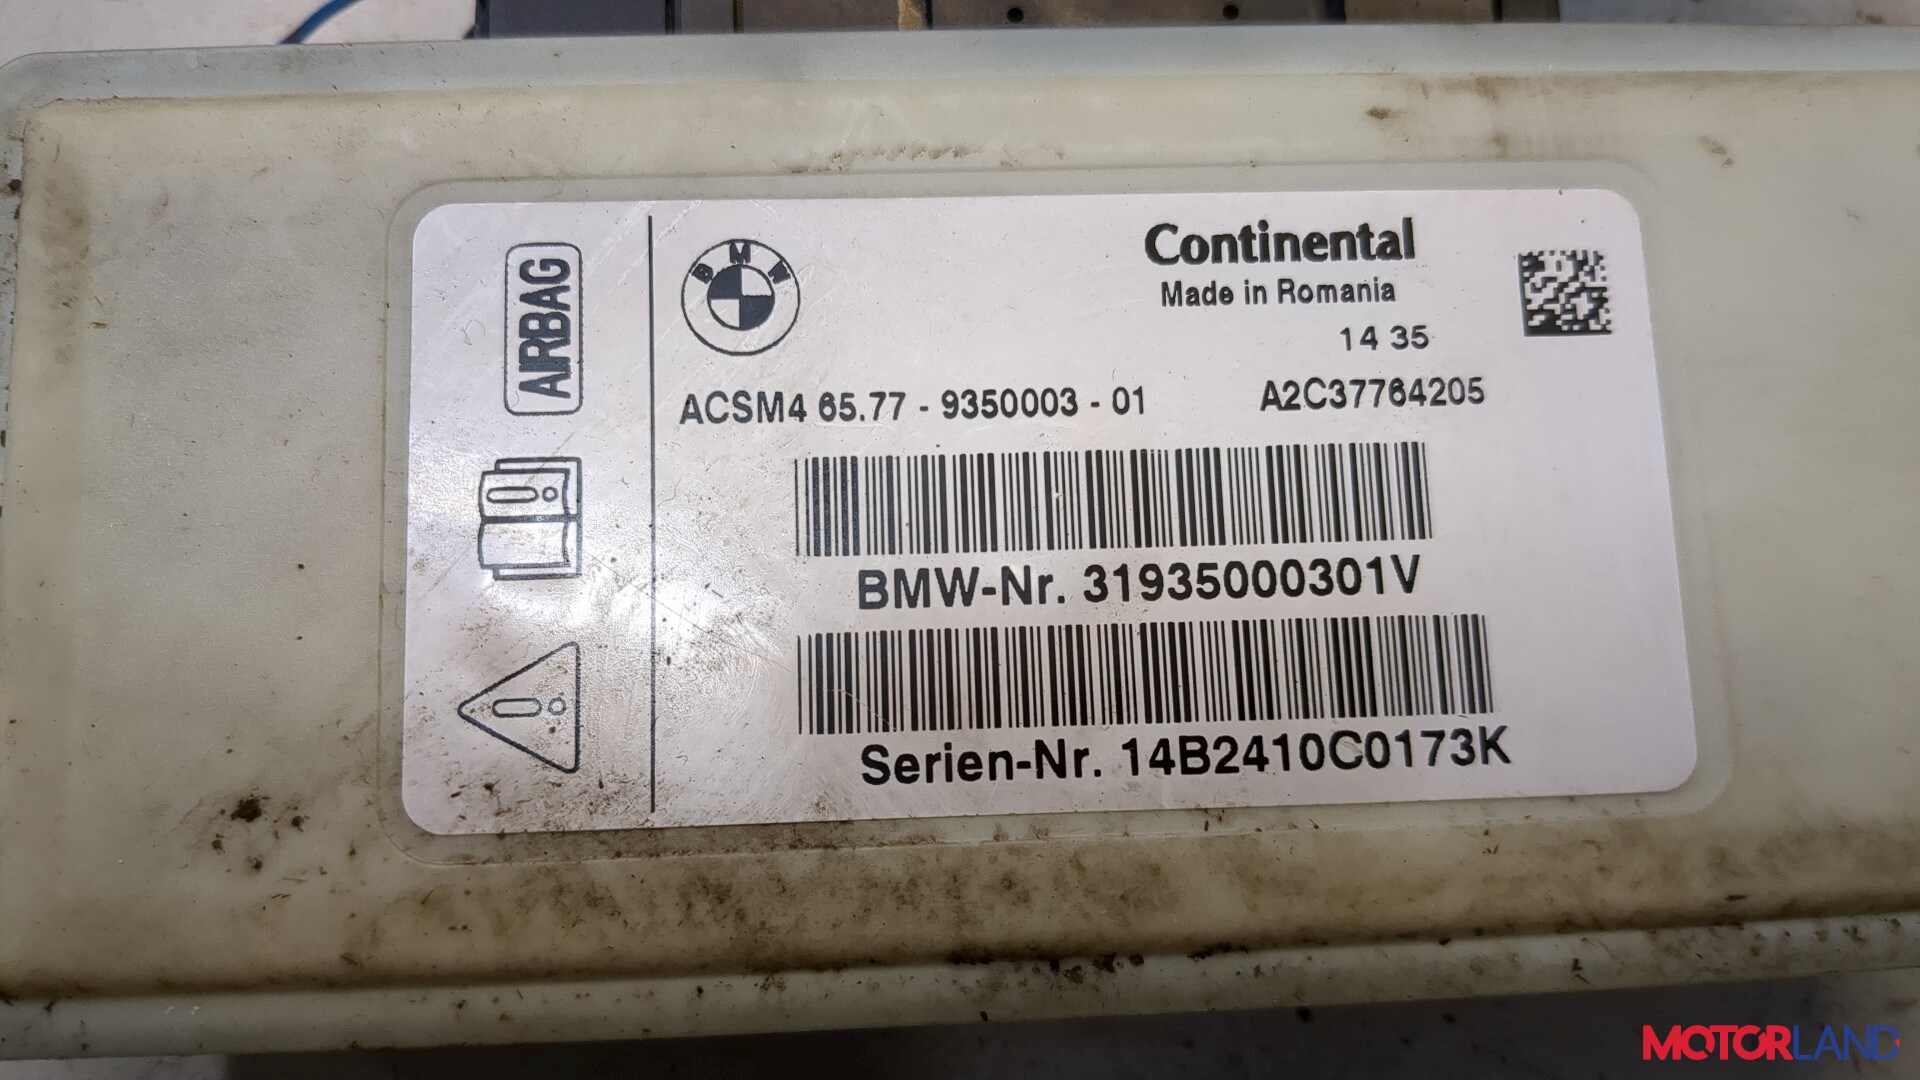 AIRBAG
BMW
Continental
Made in Romania
14 35
ACSM4 65.77 - 9350003 - 01
A2C37764205
BMW-Nr. 31935000301V
Serien-Nr. 14B2410C0173K
MOTORLAND